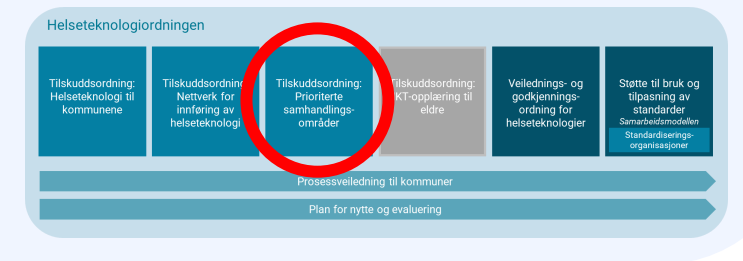 Helseteknologiordningen
Tilskuddsordning:
Helseteknologi til
kommunene
Tilskuddsordning
Nettverk for
innføring av
helseteknologi
Tilskuddsordning:
Prioriterte
samhandlings-
områder
Tilskuddsordning:
KT-opplæring til
eldre
Veilednings- og
godkjennings-
ordning for
helseteknologier
Støtte til bruk og
tilpasning av
standarder
Samarbeidsmodellen
Standardiserings-
organisasjoner
Prosessveiledning til kommuner
Plan for nytte og evaluering